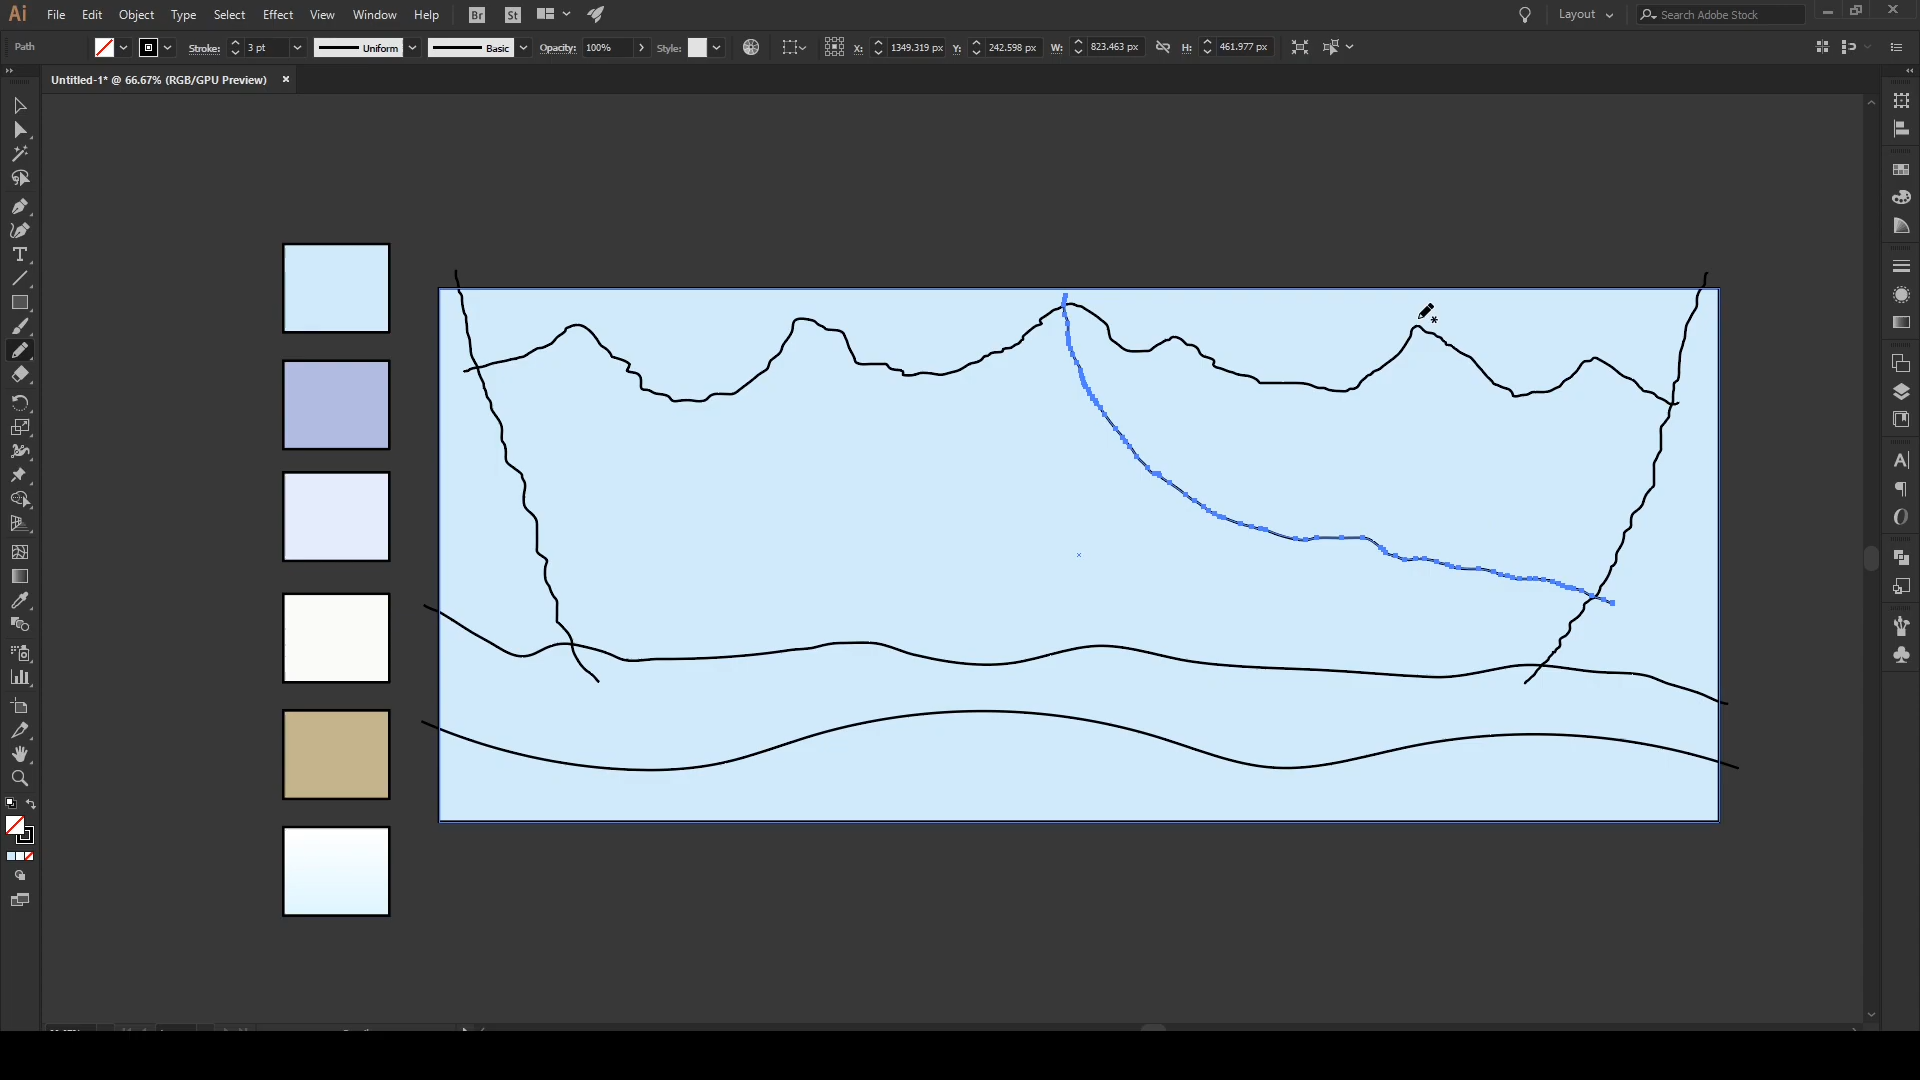 Ai File Edit Object Type Select Effect View Window Help Br St Layout Search Adobe Stock
Path Stroke: 3 pt Uniform Basic Opacity: 100% Style: X: 1349.319 px Y: 242.598 px W: 823.463 px H: 461.977 px
Untitled-1* @ 66.67% (RGB/GPU Preview)